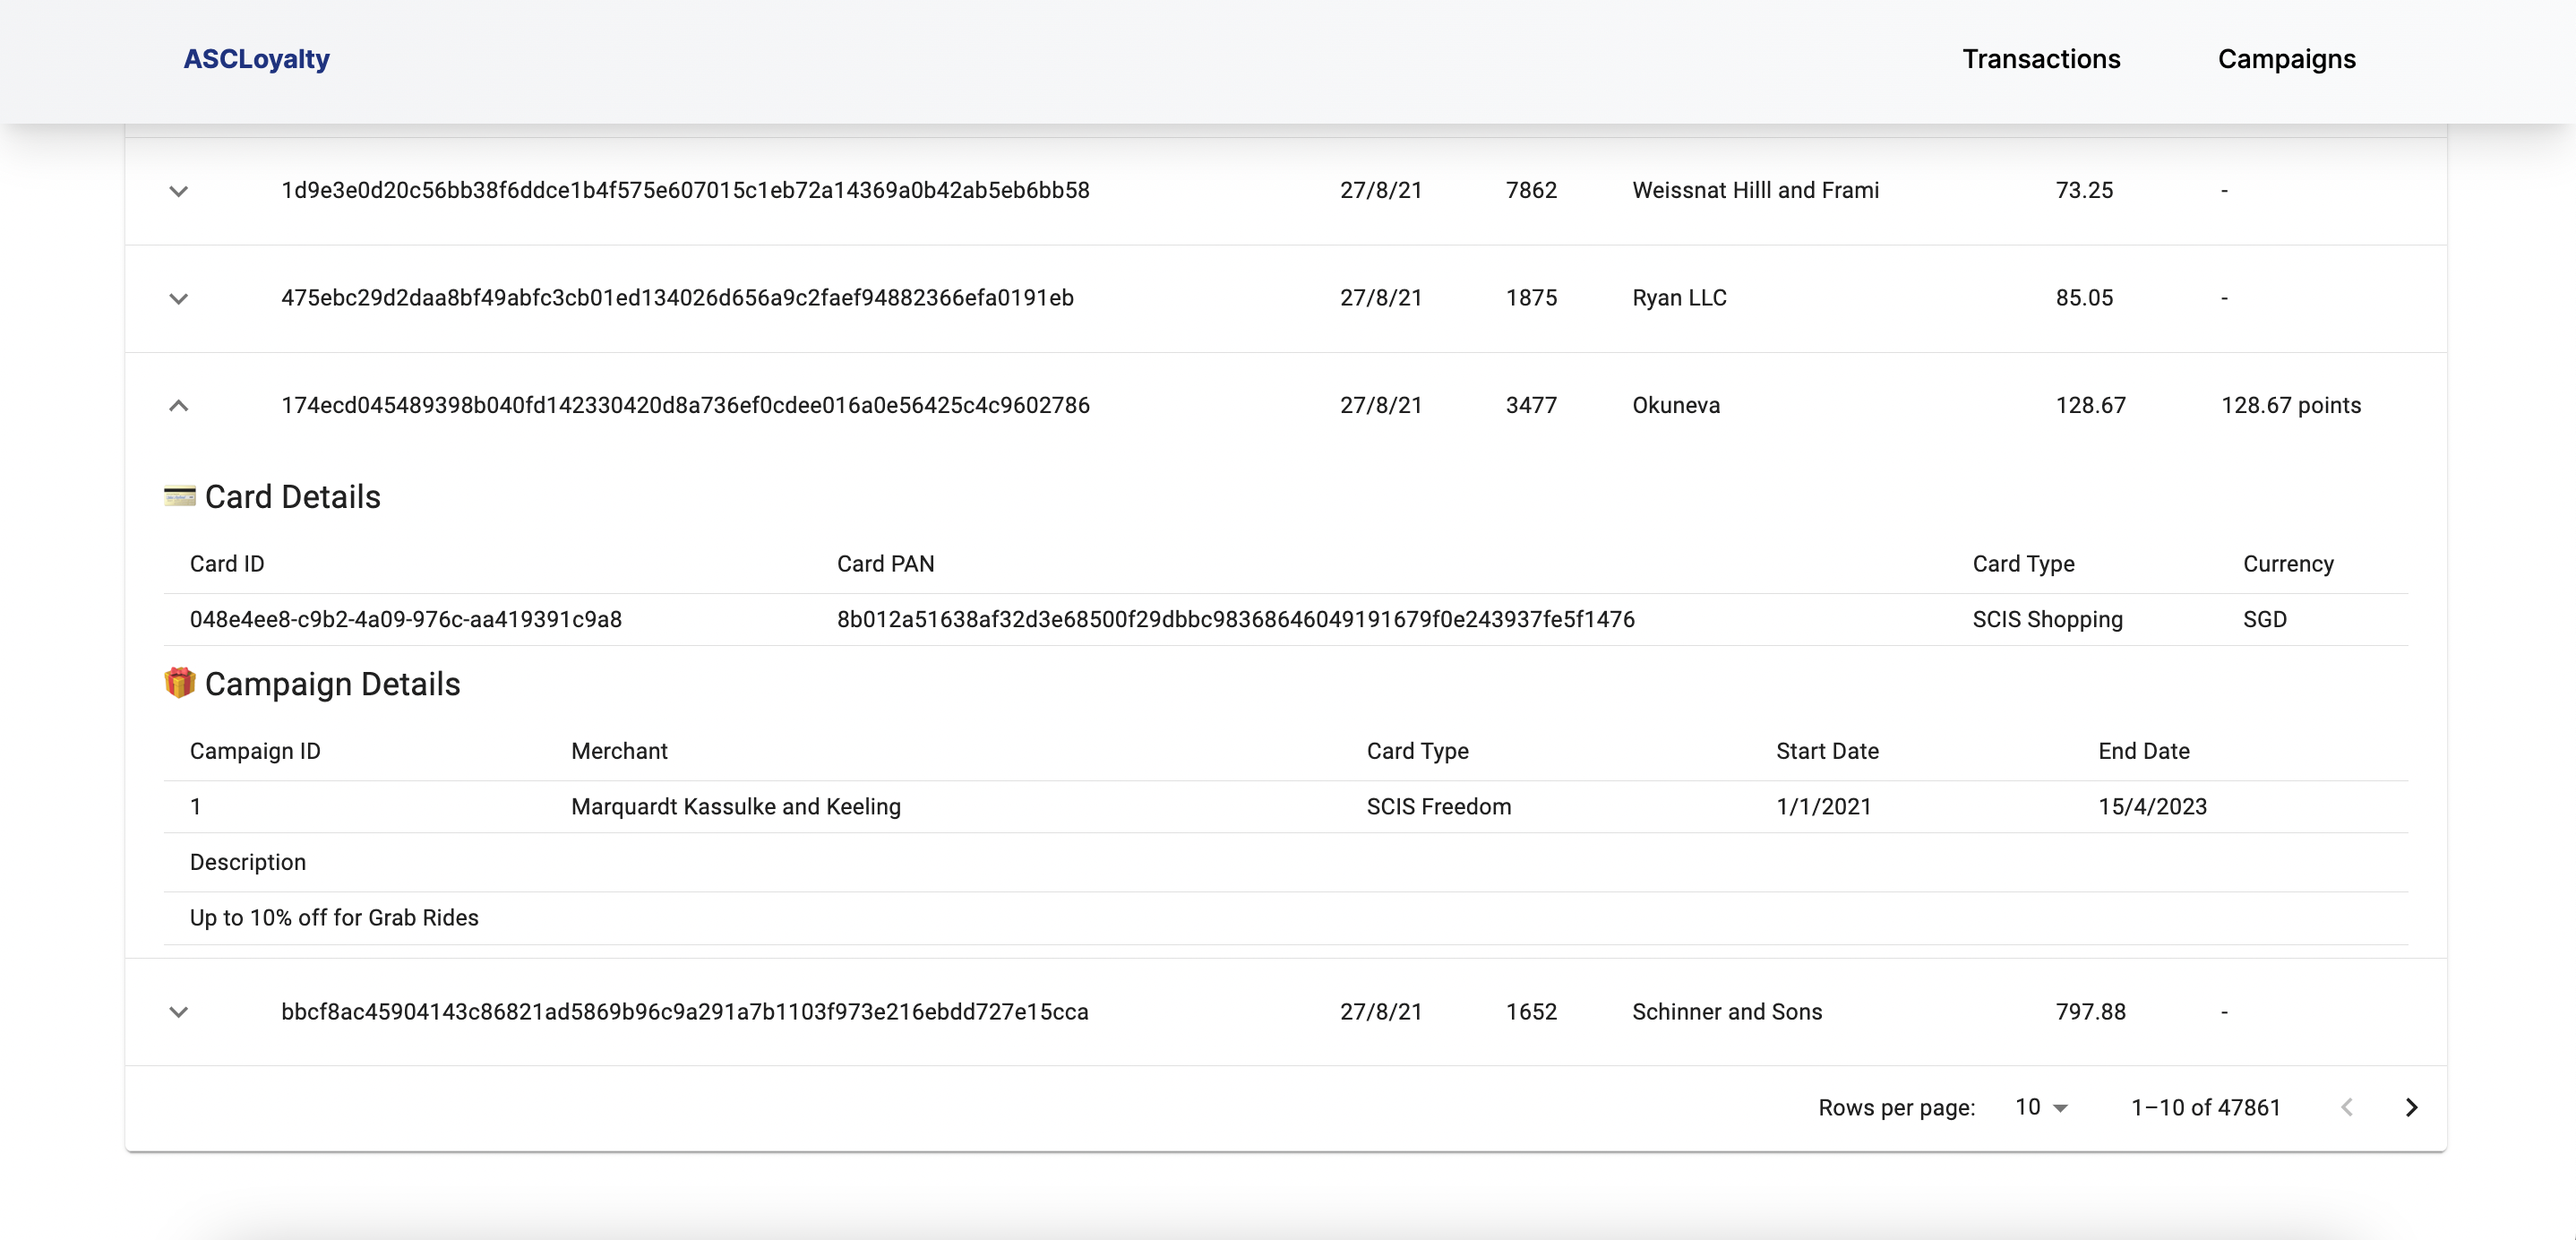 ASCLoyalty Transactions Campaigns
1d9e3e0d20c56bb38f6ddce1b4f575e607015c1eb72a14369a0b42ab5eb6bb58 27/8/21 7862 Weissnat Hilll and Frami 73.25 -
475ebc29d2daa8bf49abfc3cb01ed134026d656a9c2faef94882366efa0191eb 27/8/21 1875 Ryan LLC 85.05 -
174ecd045489398b040fd142330420d8a736ef0cdee016a0e56425c4c9602786 27/8/21 3477 Okuneva 128.67 128.67 points
Card Details
Card ID Card PAN Card Type Currency
048e4ee8-c9b2-4a09-976c-aa419391c9a8 8b012a51638af32d3e68500f29dbbc98368646049191679f0e243937fe5f1476 SCIS Shopping SGD
Campaign Details
Campaign ID Merchant Card Type Start Date End Date
1 Marquardt Kassulke and Keeling SCIS Freedom 1/1/2021 15/4/2023
Description
Up to 10% off for Grab Rides
bbcf8ac45904143c86821ad5869b96c9a291a7b1103f973e216ebdd727e15cca 27/8/21 1652 Schinner and Sons 797.88 -
Rows per page: 10 1–10 of 47861